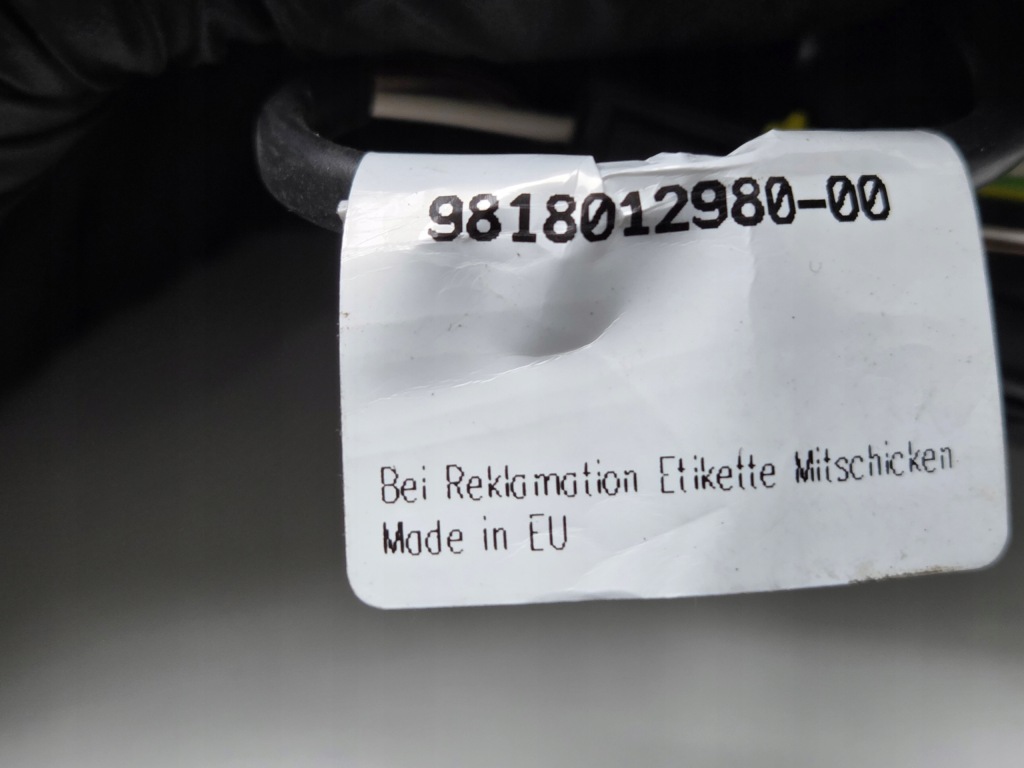 9818012980-00
Bei Reklamation Etikette Mitschicken
Made in EU